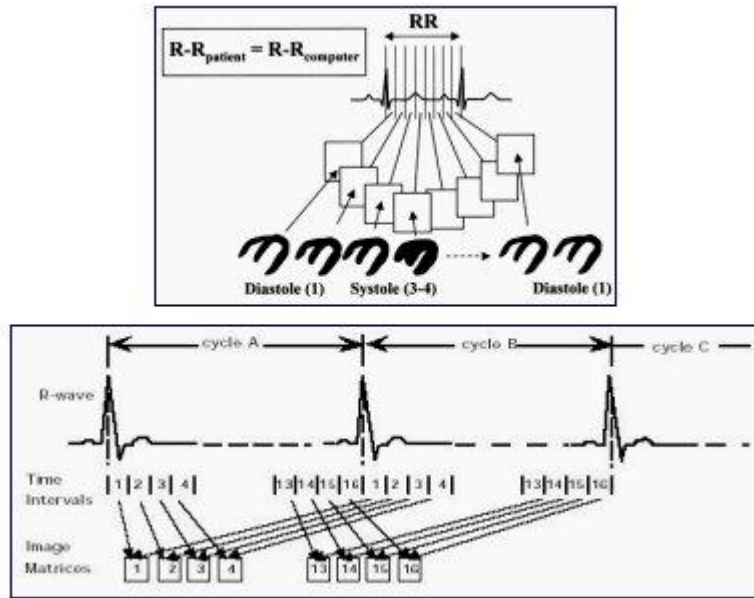 RR
R-Rpatient = R-Rcomputer
Diastole (1) Systole (3-4) Diastole (1)
cycle A cycle B cycle C
R-wave
Time
Intervals
1 2 3 4 13 14 15 16 1 2 3 4 13 14 15 16
Image
Matrices
1 2 3 4 13 14 15 16